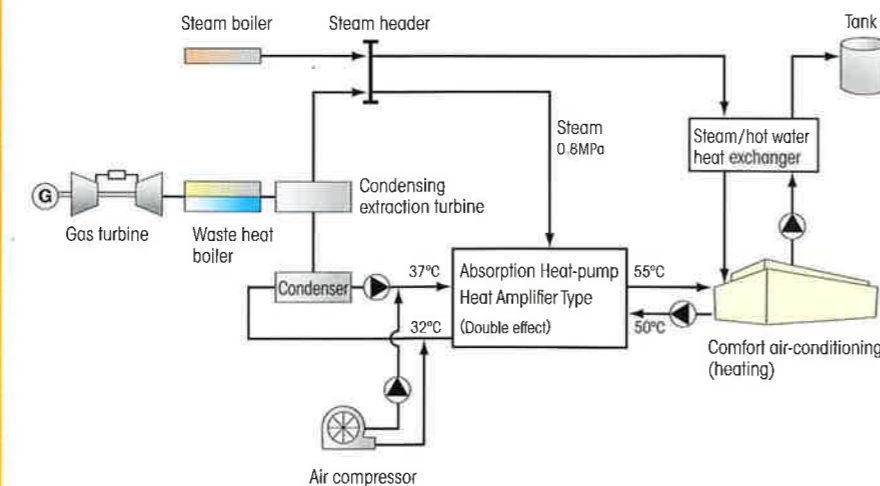 Steam boiler
Steam header
Tank
Steam
0.8MPa
Steam/hot water
heat exchanger
G
Gas turbine
Waste heat
boiler
Condensing
extraction turbine
Condenser
37°C
32°C
Absorption Heat-pump
Heat Amplifier Type
(Double effect)
55°C
50°C
Comfort air-conditioning
(heating)
Air compressor